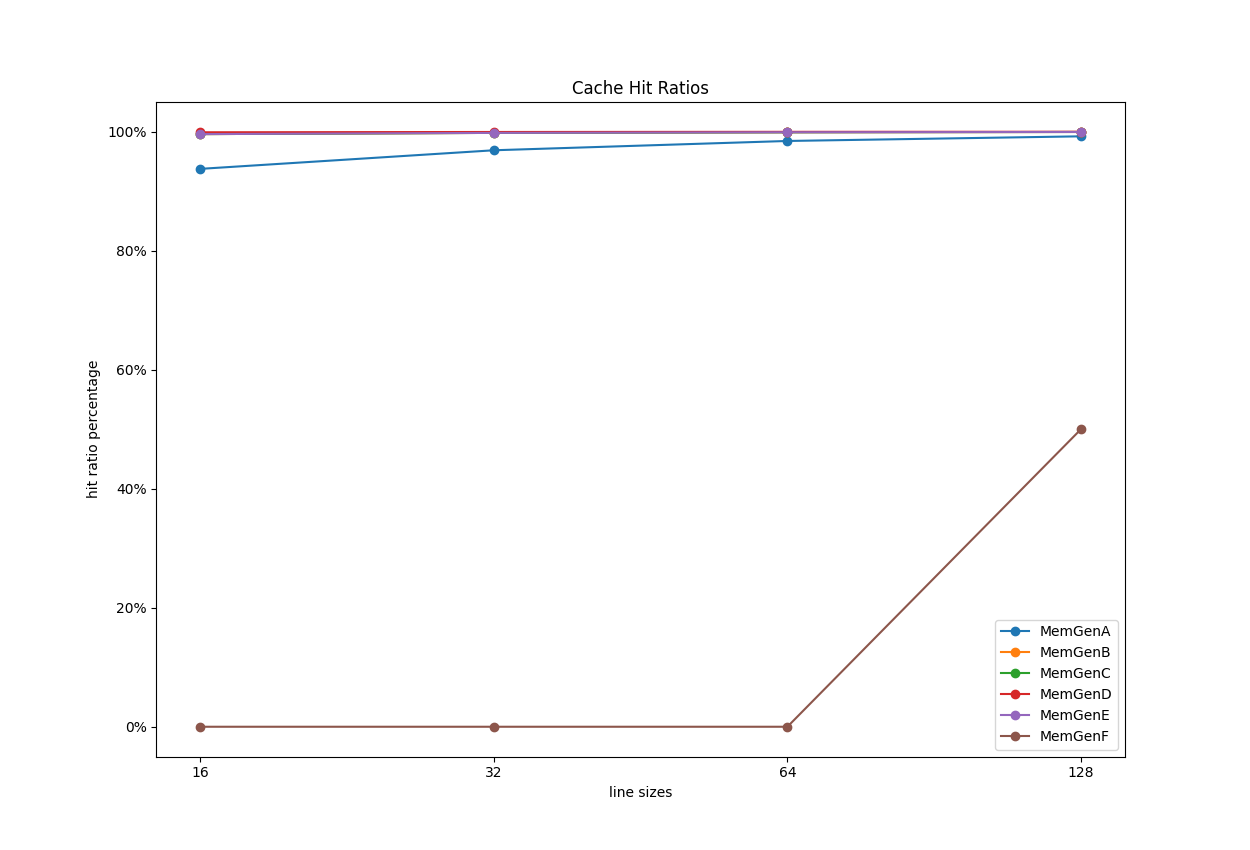 Cache Hit Ratios
100%
80%
60%
40%
20%
0%
hit ratio percentage
16 32 64 128
line sizes
MemGenA
MemGenB
MemGenC
MemGenD
MemGenE
MemGenF